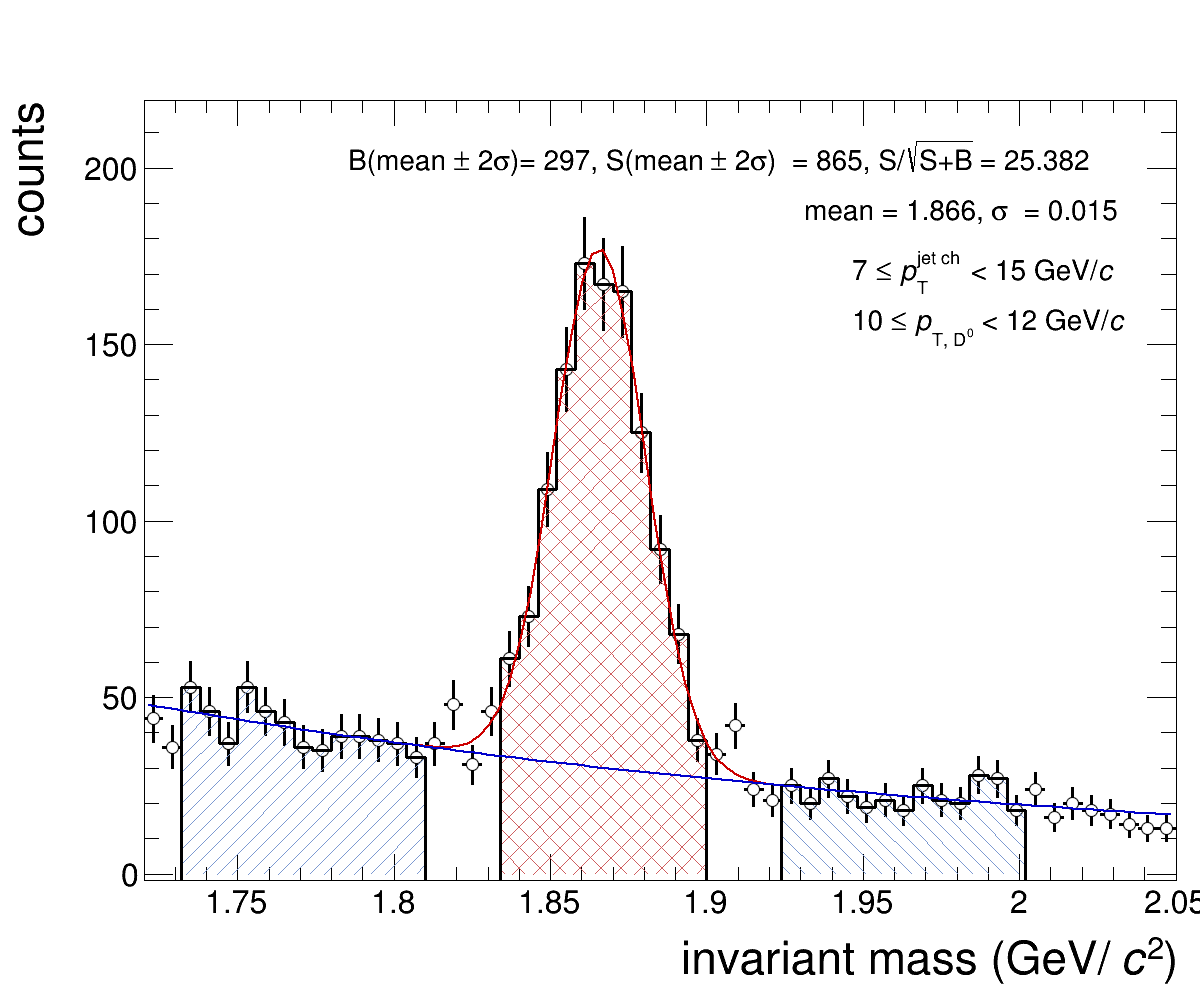 counts
B(mean ± 2σ)= 297, S(mean ± 2σ) = 865, S/√S+B = 25.382
mean = 1.866, σ = 0.015
7 ≤ p_T^jet ch < 15 GeV/c
10 ≤ p_T, D⁰ < 12 GeV/c
200
150
100
50
0
1.75 1.8 1.85 1.9 1.95 2 2.05
invariant mass (GeV/ c²)